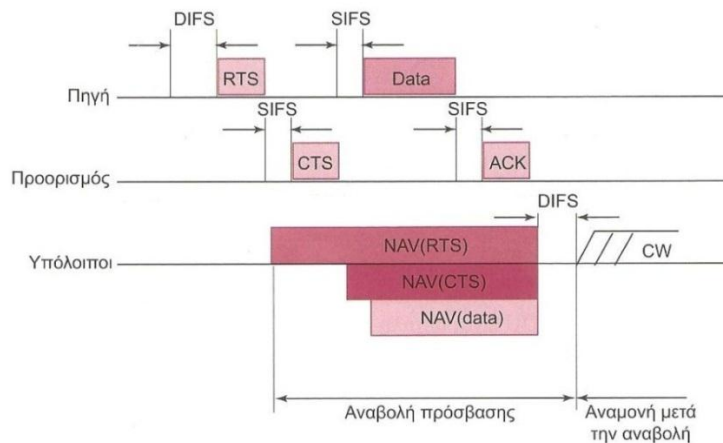 DIFS
SIFS
RTS
Data
Πηγή
SIFS
SIFS
CTS
ACK
Προορισμός
DIFS
NAV(RTS)
CW
Υπόλοιποι
NAV(CTS)
NAV(data)
Αναβολή πρόσβασης
Αναμονή μετά
την αναβολή